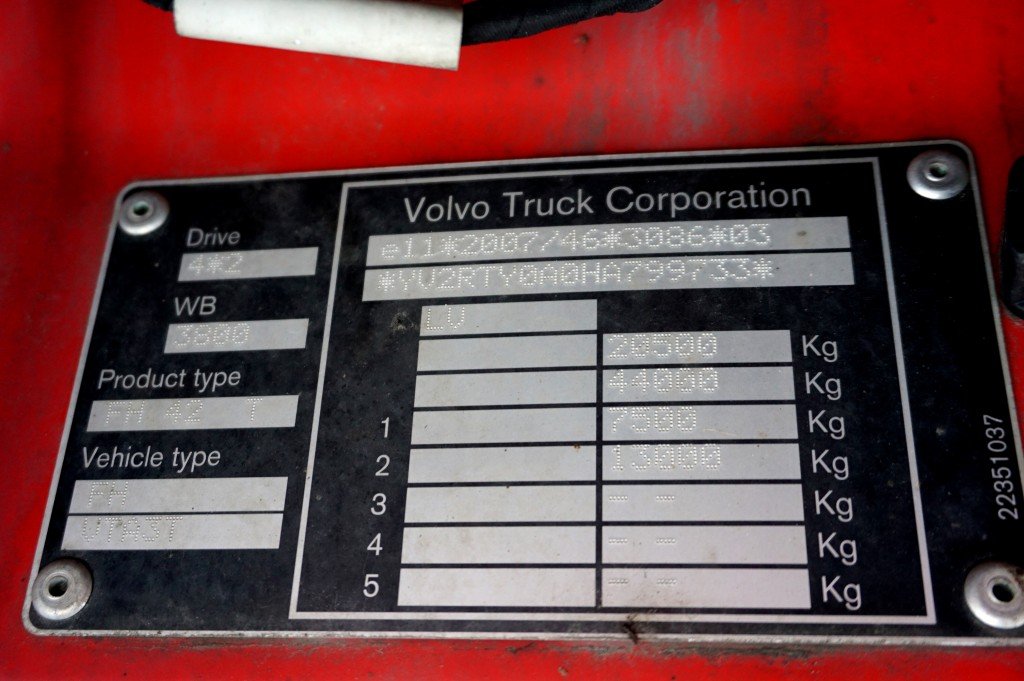 Volvo Truck Corporation
Drive
4*2
WB
3800
Product type
FM 42 T
Vehicle type
FM
VTA3T
e11*2007/46*3086*03
*YV2RTY0A0HA799733*
LV
20500 Kg
44000 Kg
1 7500 Kg
2 13000 Kg
3 -- -- Kg
4 -- -- Kg
5 -- -- Kg
22351037